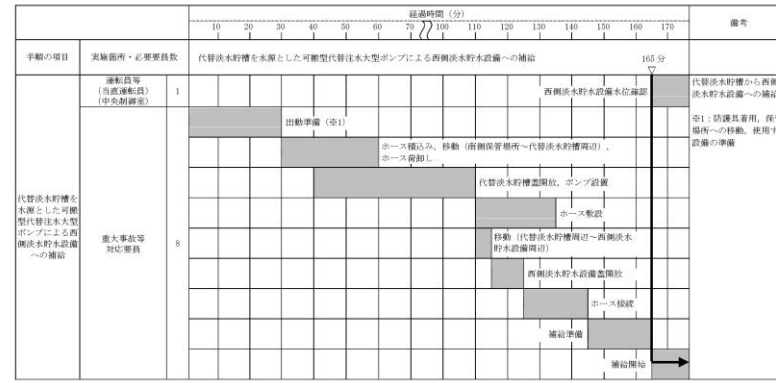 経過時間（分）
備考
10 20 30 40 50 60 70 100 110 120 130 140 150 160 170
手順の項目
実施箇所・必要要員数
代替淡水貯槽を水源とした可搬型代替注水大型ポンプによる西側淡水貯水設備への補給
165 分
▽
代替淡水貯槽を
水源とした可搬
型代替注水大型
ポンプによる西
側淡水貯水設備
への補給
運転員等
（当直運転員）
（中央制御室）
1
西側淡水貯水設備水位確認
代替淡水貯槽から西側
淡水貯水設備への補給
※1：防護具着用，保
場所への移動，使用
設備の準備
重大事故等
対応要員
8
出動準備（※1）
ホース積込み，移動（南側保管場所～代替淡水貯槽周辺），
ホース荷卸し
代替淡水貯槽蓋開放，ポンプ設置
ホース敷設
移動（代替淡水貯槽周辺～西側淡水
貯水設備周辺）
西側淡水貯水設備蓋開放
ホース接続
補給準備
補給開始